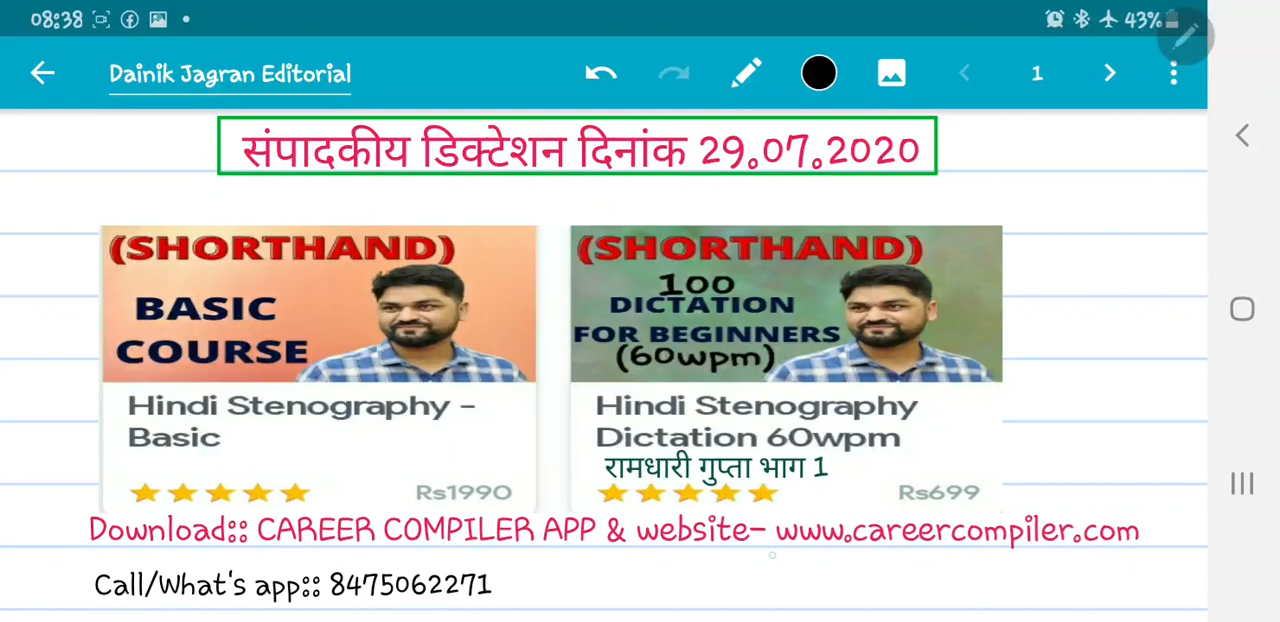 08:38
43%
Dainik Jagran Editorial
1
संपादकीय डिक्टेशन दिनांक 29.07.2020
(SHORTHAND)
BASIC
COURSE
Hindi Stenography -
Basic
Rs1990
(SHORTHAND)
100
DICTATION
FOR BEGINNERS
(60wpm)
Hindi Stenography
Dictation 60wpm
रामधारी गुप्ता भाग 1
Rs699
Download:: CAREER COMPILER APP & website- www.careercompiler.com
Call/What's app:: 8475062271